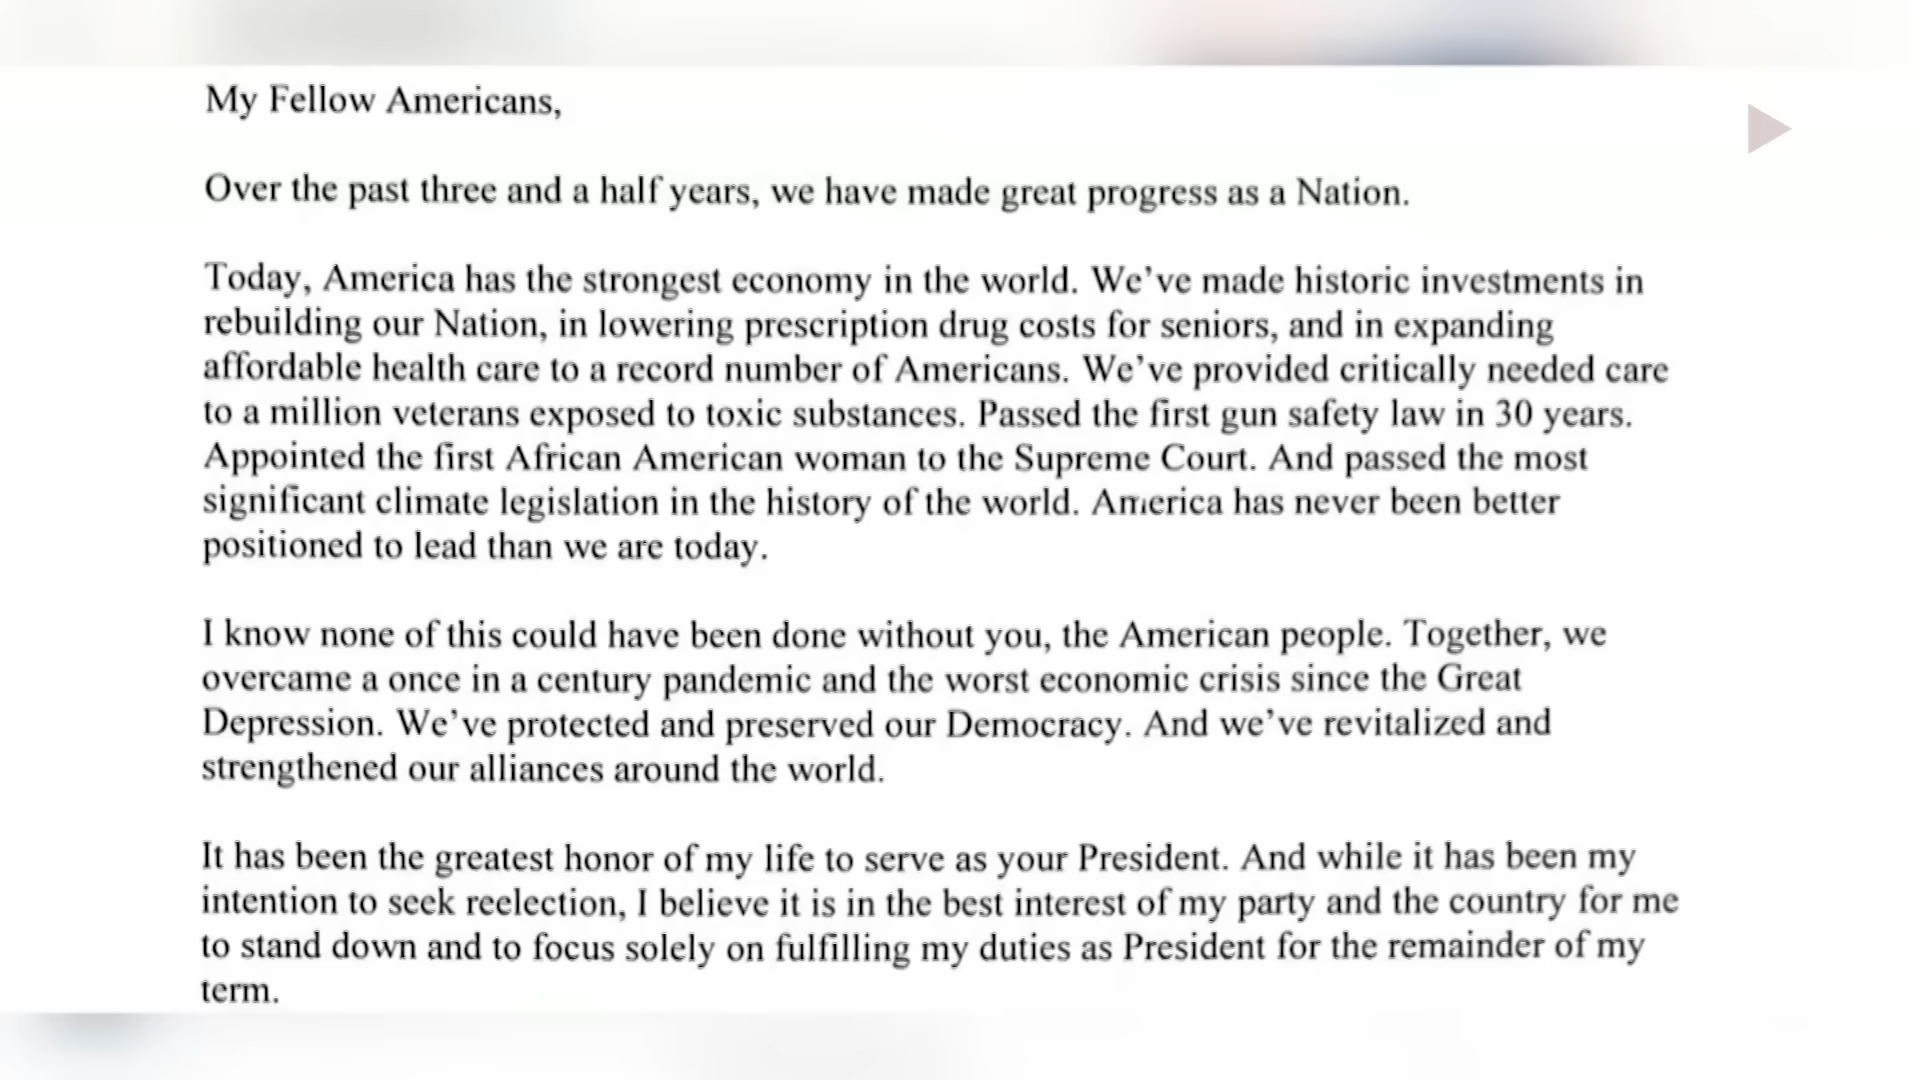 My Fellow Americans,
Over the past three and a half years, we have made great progress as a Nation.
Today, America has the strongest economy in the world. We’ve made historic investments in
rebuilding our Nation, in lowering prescription drug costs for seniors, and in expanding
affordable health care to a record number of Americans. We’ve provided critically needed care
to a million veterans exposed to toxic substances. Passed the first gun safety law in 30 years.
Appointed the first African American woman to the Supreme Court. And passed the most
significant climate legislation in the history of the world. America has never been better
positioned to lead than we are today.
I know none of this could have been done without you, the American people. Together, we
overcame a once in a century pandemic and the worst economic crisis since the Great
Depression. We’ve protected and preserved our Democracy. And we’ve revitalized and
strengthened our alliances around the world.
It has been the greatest honor of my life to serve as your President. And while it has been my
intention to seek reelection, I believe it is in the best interest of my party and the country for me
to stand down and to focus solely on fulfilling my duties as President for the remainder of my
term.